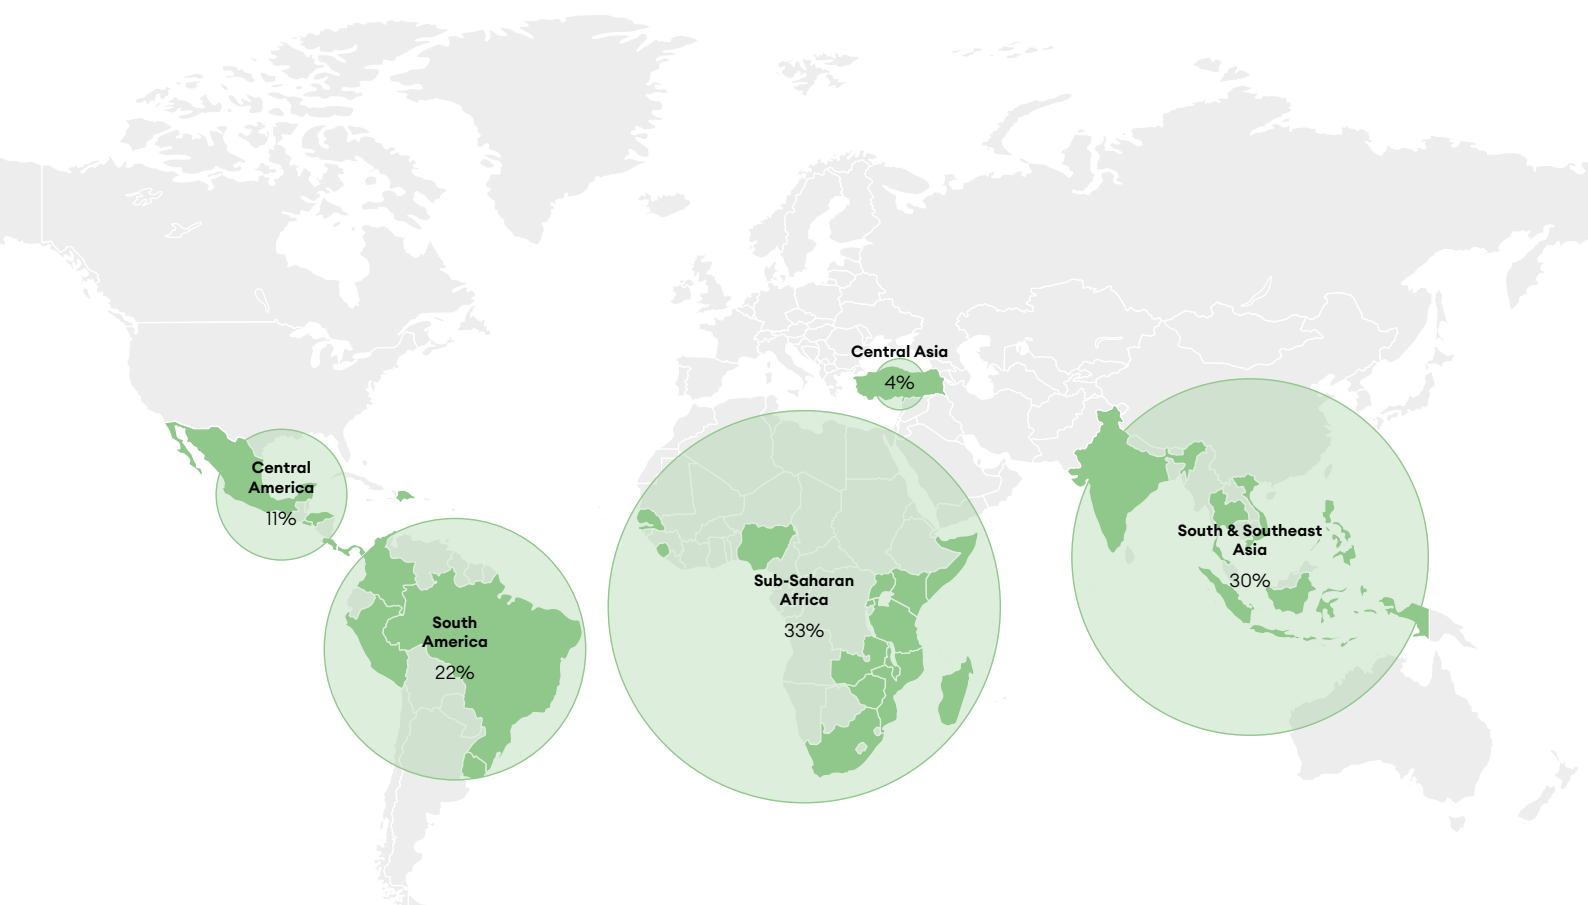 Central Asia
4%
Central
America
11%
South & Southeast
Asia
30%
Sub-Saharan
Africa
33%
South
America
22%